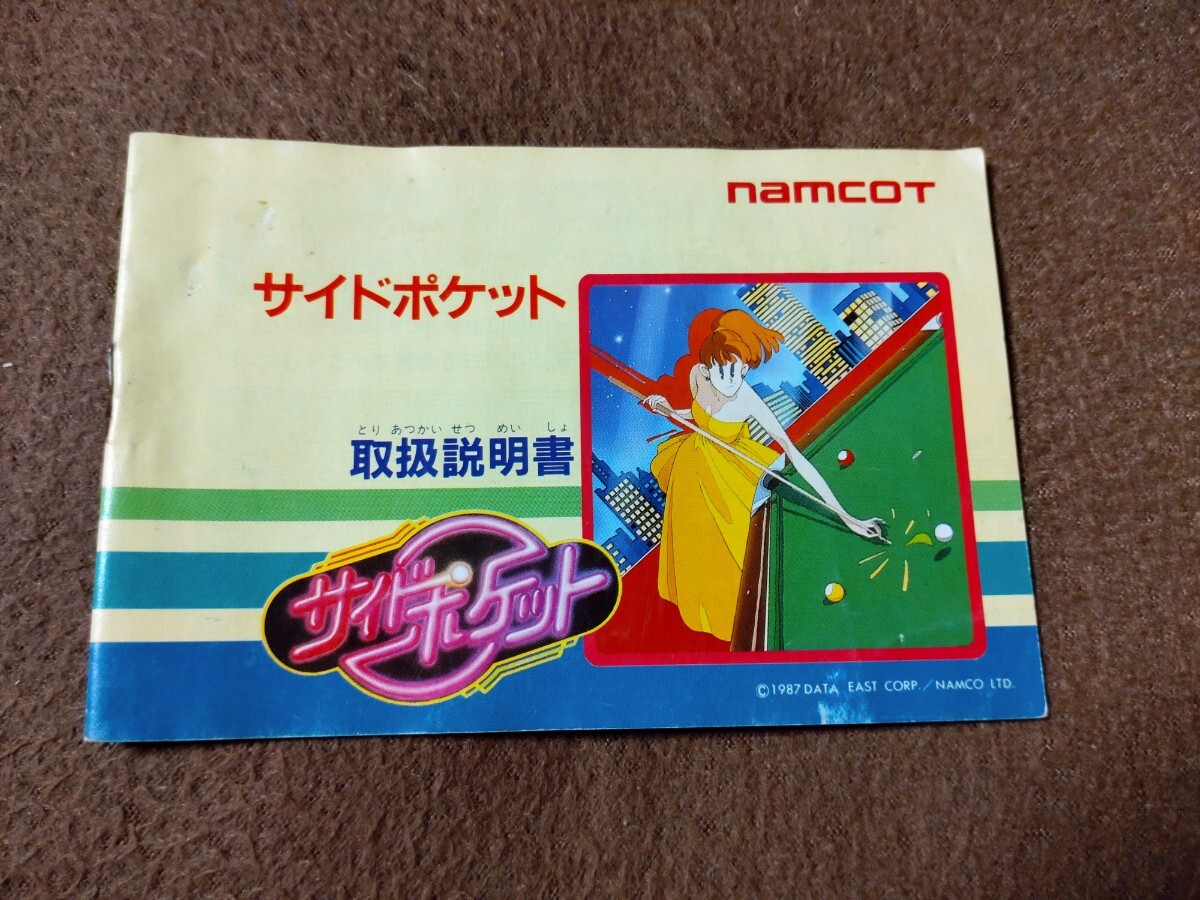 namcoT
サイドポケット
とり あつかい せつ めい しょ
取扱説明書
サイドポケット
©1987 DATA EAST CORP./NAMCO LTD.